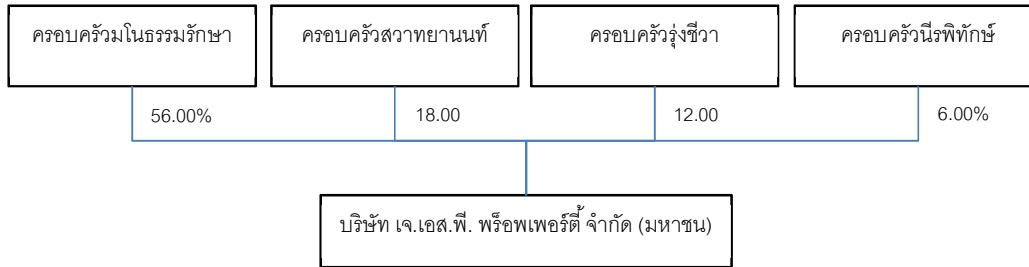 ครอบครัวมโนธรรมรักษา ครอบครัวสวาทยานนท์ ครอบครัวรุ่งชีวา ครอบครัวนีรพิทักษ์
56.00% 18.00 12.00 6.00%
บริษัท เจ.เอส.พี. พร็อพเพอร์ตี้ จำกัด (มหาชน)